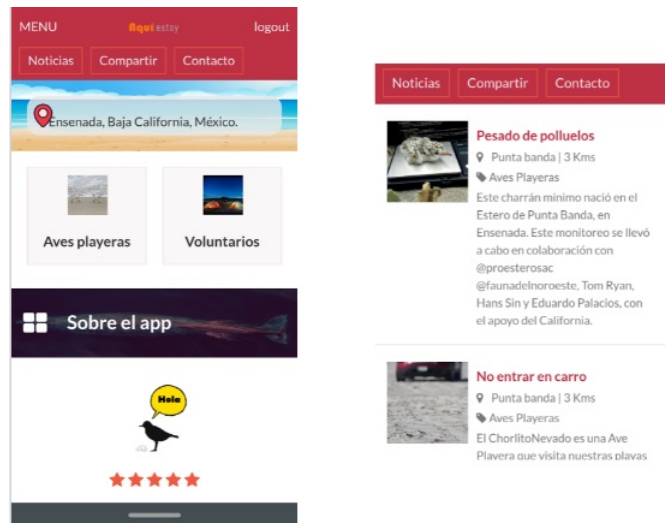 MENU
Aquí estoy
logout
Noticias Compartir Contacto
Ensenada, Baja California, México.
Aves playeras Voluntarios
Sobre el app
Hola
Noticias Compartir Contacto
Pesado de polluelos
Punta banda | 3 Kms
Aves Playeras
Este charrán mínimo nació en el
Estero de Punta Banda, en
Ensenada. Este monitoreo se llevó
a cabo en colaboración con
@proesterosac
@faunadelnoroeste, Tom Ryan,
Hans Sin y Eduardo Palacios, con
el apoyo del California.
No entrar en carro
Punta banda | 3 Kms
Aves Playeras
El ChorlitoNevado es una Ave
Playera que visita nuestras playas